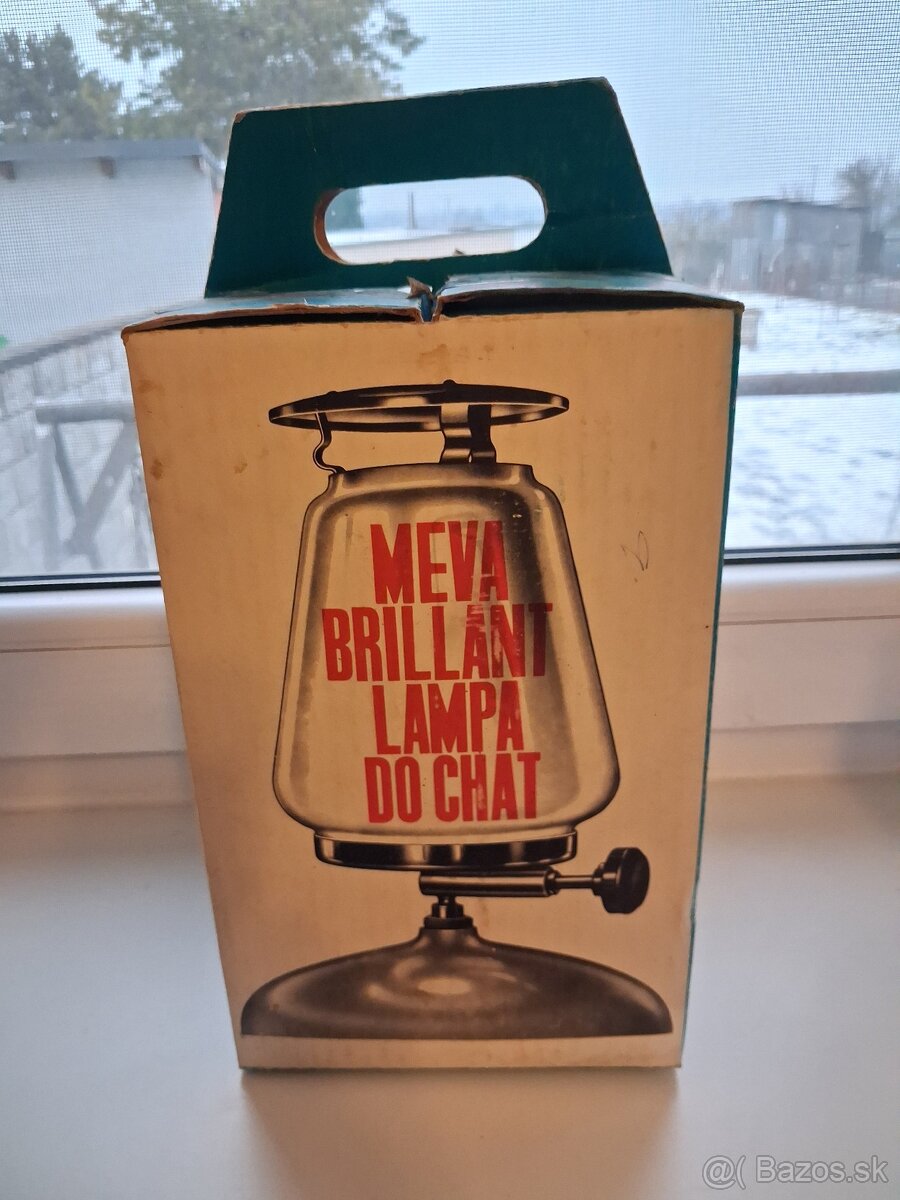 MEVA
BRILLANT
LAMPA
DO CHAT
@( Bazos.sk